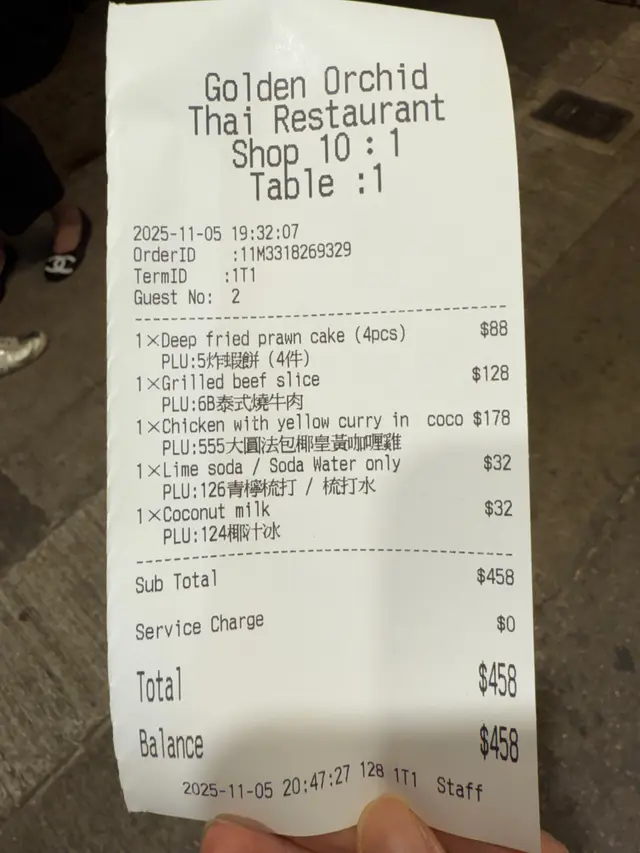 Golden Orchid
Thai Restaurant
Shop 10 : 1
Table :1
2025-11-05 19:32:07
OrderID :11M3318269329
TermID :1T1
Guest No: 2
1×Deep fried prawn cake (4pcs) $88
PLU:5炸蝦餅 (4件)
1×Grilled beef slice $128
PLU:6B泰式燒牛肉
1×Chicken with yellow curry in coco $178
PLU:555大圓法包椰皇黃咖喱雞
1×Lime soda / Soda Water only $32
PLU:126青檸梳打 / 梳打水
1×Coconut milk $32
PLU:124椰汁冰
Sub Total $458
Service Charge $0
Total $458
Balance $458
2025-11-05 20:47:27 128 1T1 Staff